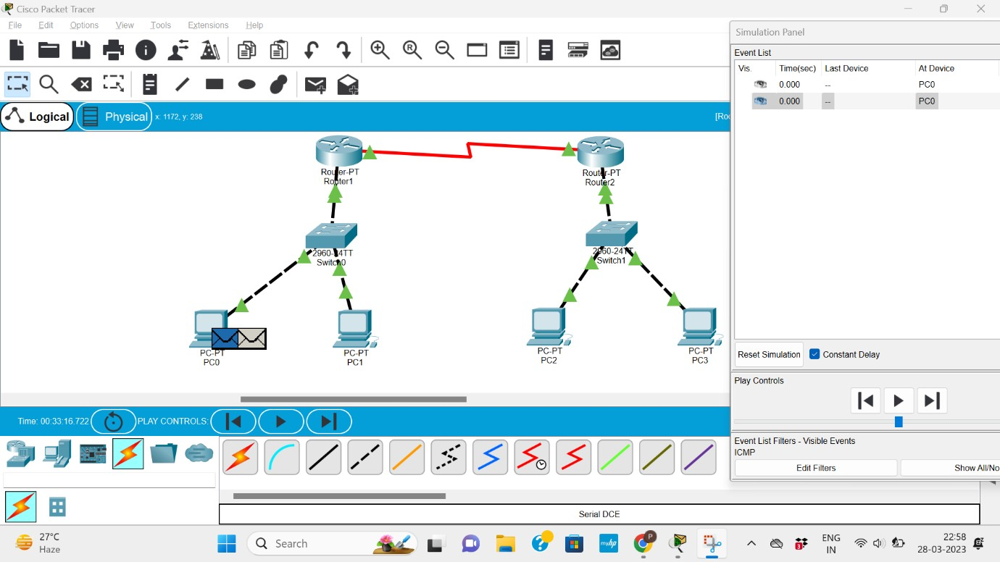 Cisco Packet Tracer
File Edit Options View Tools Extensions Help
Simulation Panel
Event List
Vis. Time(sec) Last Device At Device
0.000 -- PC0
0.000 -- PC0
Logical Physical x: 1172, y: 238 [Roo
Router-PT
Router1
Router-PT
Router2
2960-24TT
Switch0
2960-24TT
Switch1
PC-PT
PC0
PC-PT
PC1
PC-PT
PC2
PC-PT
PC3
Reset Simulation Constant Delay
Play Controls
Time: 00:33:16.722 PLAY CONTROLS:
Event List Filters - Visible Events
ICMP
Edit Filters Show All/No
Serial DCE
27°C
Haze
Search
myhp
P
3
ENG
IN
22:58
28-03-2023